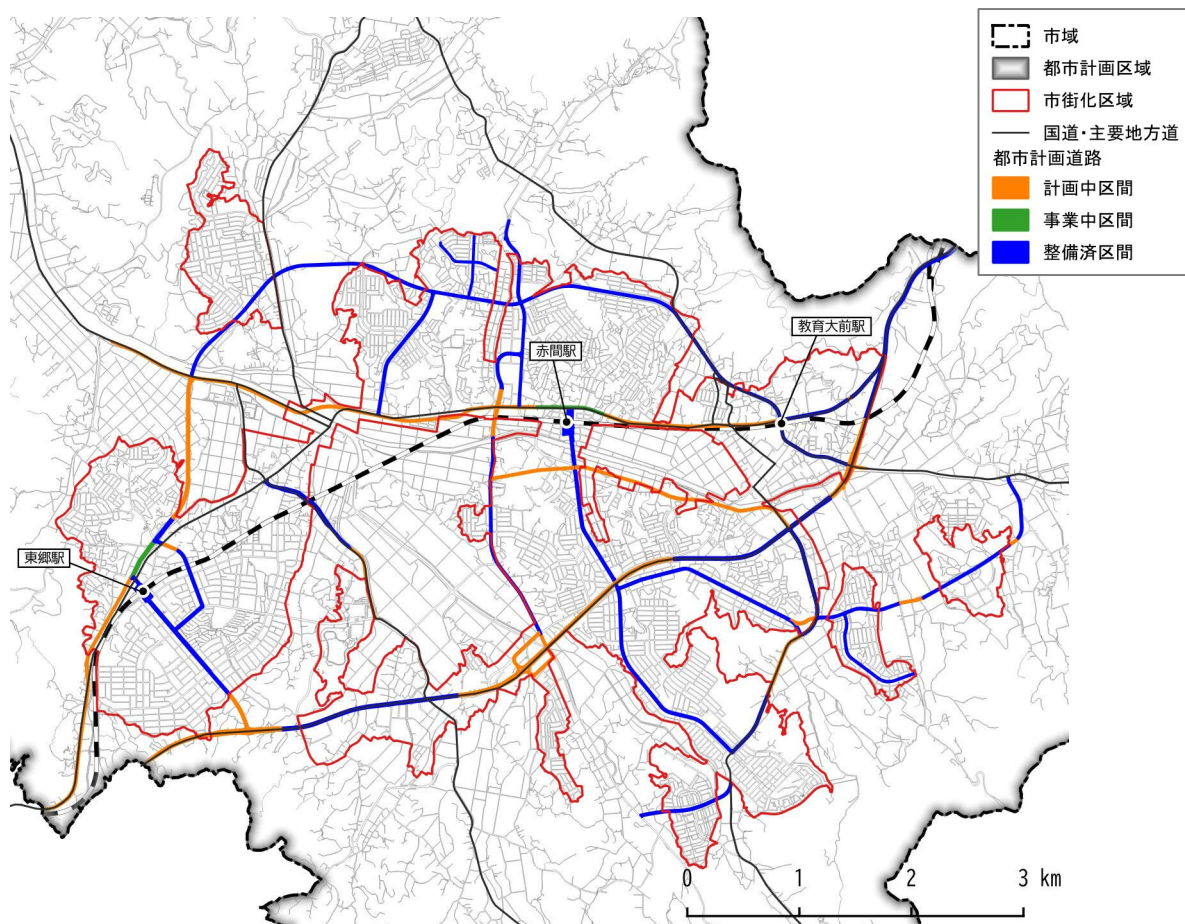 市域
都市計画区域
市街化区域
国道・主要地方道
都市計画道路
計画中区間
事業中区間
整備済区間
教育大前駅
赤間駅
東郷駅
0 1 2 3 km